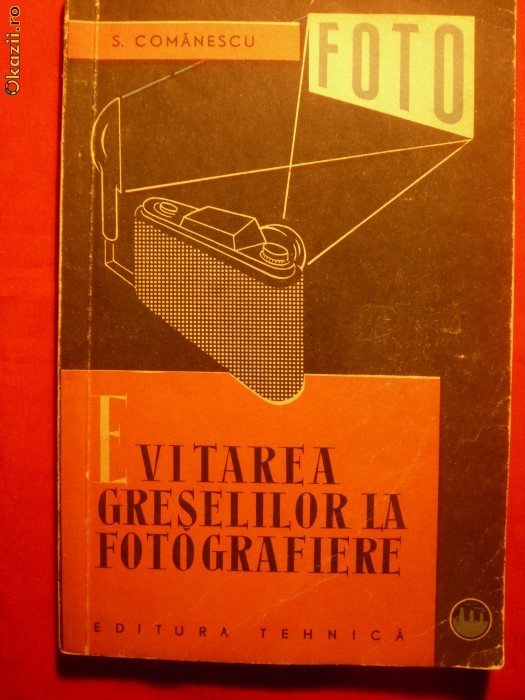 Okazii.ro
S. COMĂNESCU
FOTO
EVITAREA
GREȘELILOR LA
FOTOGRAFIERE
EDITURA TEHNICĂ